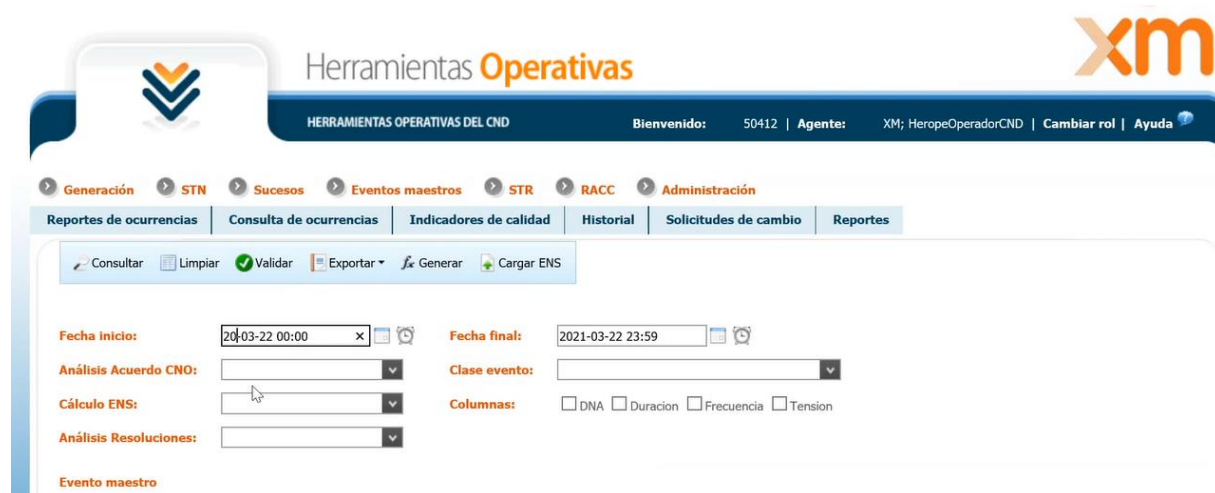 xm
Herramientas Operativas
HERRAMIENTAS OPERATIVAS DEL CND Bienvenido: 50412 | Agente: XM; HeropeOperadorCND | Cambiar rol | Ayuda
Generación STN Sucesos Eventos maestros STR RACC Administración
Reportes de ocurrencias Consulta de ocurrencias Indicadores de calidad Historial Solicitudes de cambio Reportes
Consultar Limpiar Validar Exportar fx Generar Cargar ENS
Fecha inicio: 20-03-22 00:00 Fecha final: 2021-03-22 23:59
Análisis Acuerdo CNO: Clase evento:
Cálculo ENS: Columnas: DNA Duracion Frecuencia Tension
Análisis Resoluciones:
Evento maestro